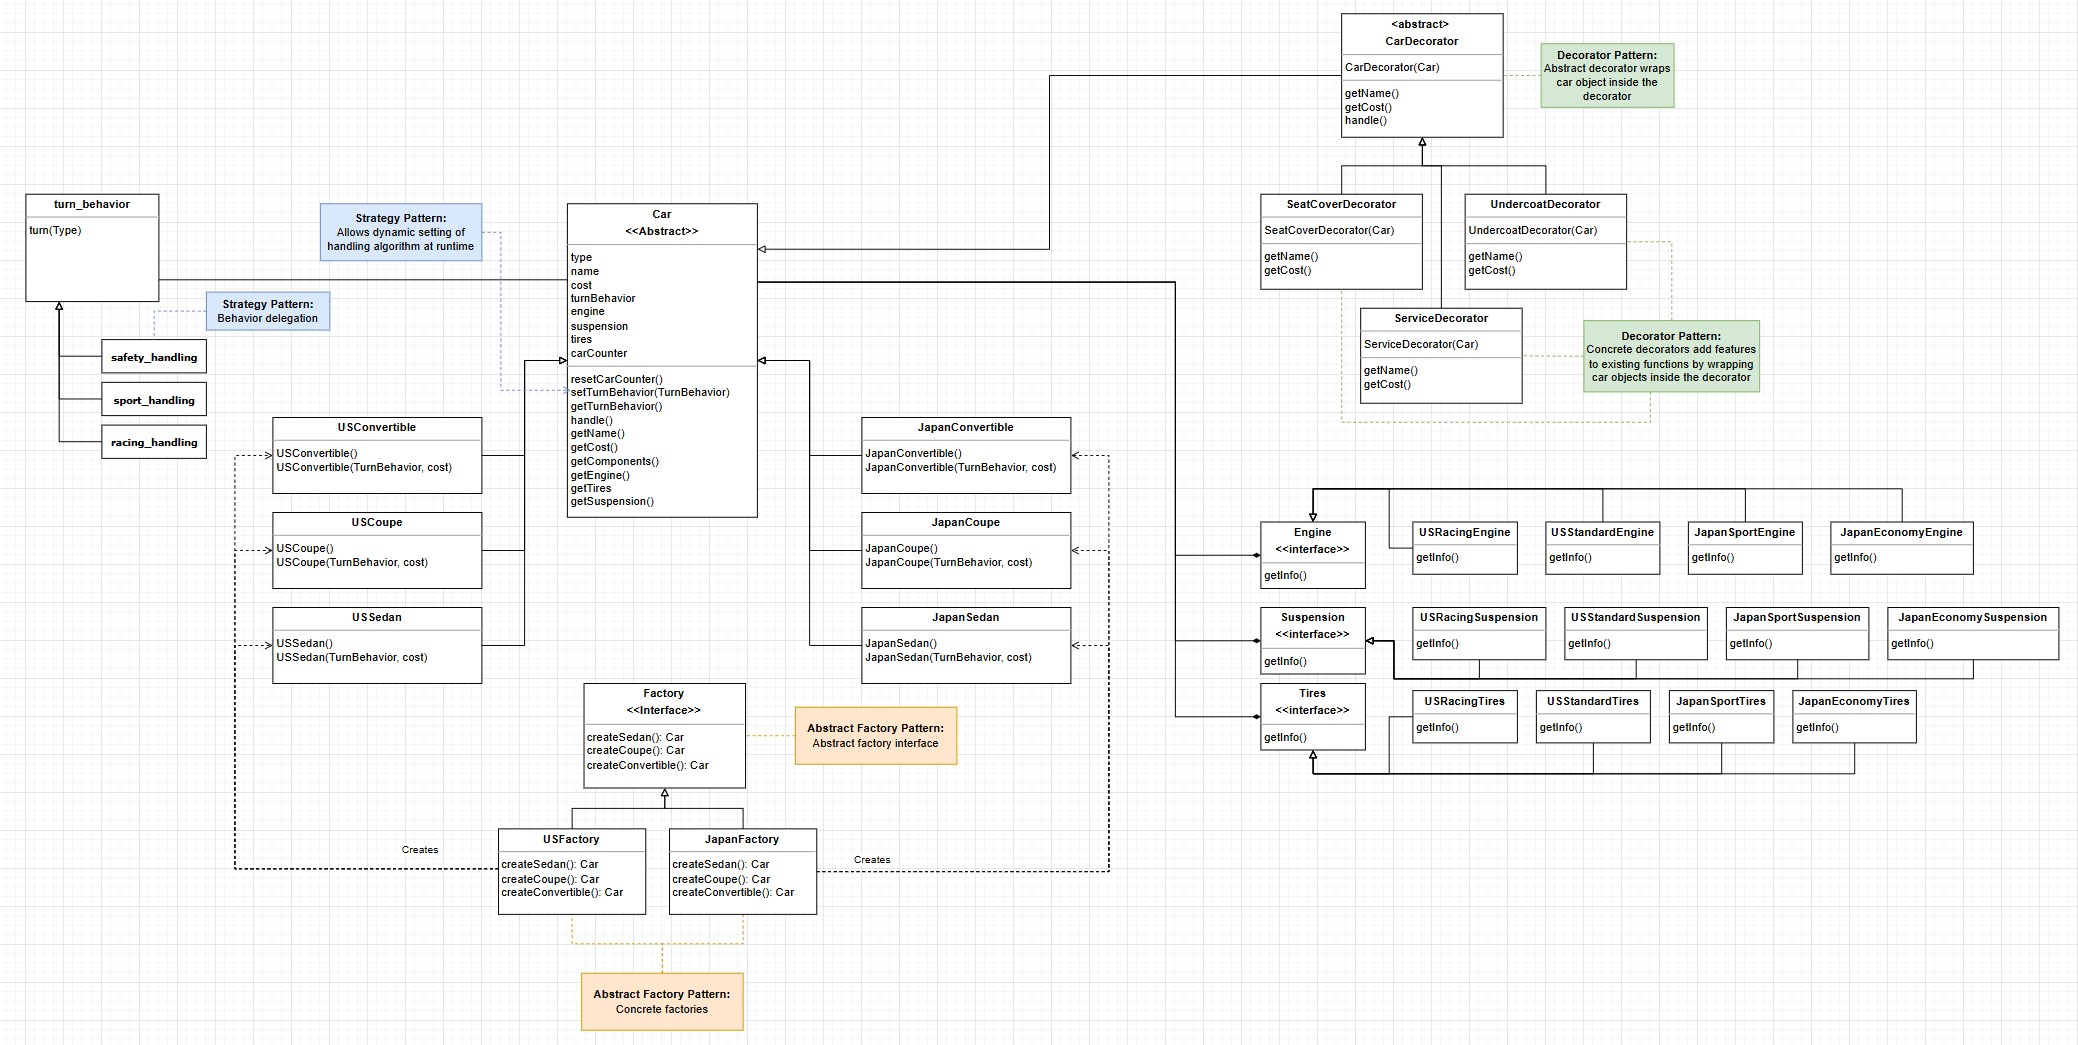 <abstract>
CarDecorator
CarDecorator(Car)
getName()
getCost()
handle()
Decorator Pattern:
Abstract decorator wraps
car object inside the
decorator
turn_behavior
turn(Type)
Strategy Pattern:
Allows dynamic setting of
handling algorithm at runtime
Strategy Pattern:
Behavior delegation
safety_handling
sport_handling
racing_handling
Car
<<Abstract>>
type
name
cost
turnBehavior
engine
suspension
tires
carCounter
resetCarCounter()
setTurnBehavior(TurnBehavior)
getTurnBehavior()
handle()
getName()
getCost()
getComponents()
getEngine()
getTires
getSuspension()
SeatCoverDecorator
SeatCoverDecorator(Car)
getName()
getCost()
UndercoatDecorator
UndercoatDecorator(Car)
getName()
getCost()
ServiceDecorator
ServiceDecorator(Car)
getName()
getCost()
Decorator Pattern:
Concrete decorators add features
to existing functions by wrapping
car objects inside the decorator
USConvertible
USConvertible()
USConvertible(TurnBehavior, cost)
USCoupe
USCoupe()
USCoupe(TurnBehavior, cost)
USSedan
USSedan()
USSedan(TurnBehavior, cost)
JapanConvertible
JapanConvertible()
JapanConvertible(TurnBehavior, cost)
JapanCoupe
JapanCoupe()
JapanCoupe(TurnBehavior, cost)
JapanSedan
JapanSedan()
JapanSedan(TurnBehavior, cost)
Engine
<<interface>>
getInfo()
USRacingEngine
getInfo()
USStandardEngine
getInfo()
JapanSportEngine
getInfo()
JapanEconomyEngine
getInfo()
Suspension
<<interface>>
getInfo()
USRacingSuspension
getInfo()
USStandardSuspension
getInfo()
JapanSportSuspension
getInfo()
JapanEconomySuspension
getInfo()
Tires
<<interface>>
getInfo()
USRacingTires
getInfo()
USStandardTires
getInfo()
JapanSportTires
getInfo()
JapanEconomyTires
getInfo()
Factory
<<Interface>>
createSedan(): Car
createCoupe(): Car
createConvertible(): Car
Abstract Factory Pattern:
Abstract factory interface
USFactory
createSedan(): Car
createCoupe(): Car
createConvertible(): Car
JapanFactory
createSedan(): Car
createCoupe(): Car
createConvertible(): Car
Creates
Creates
Abstract Factory Pattern:
Concrete factories